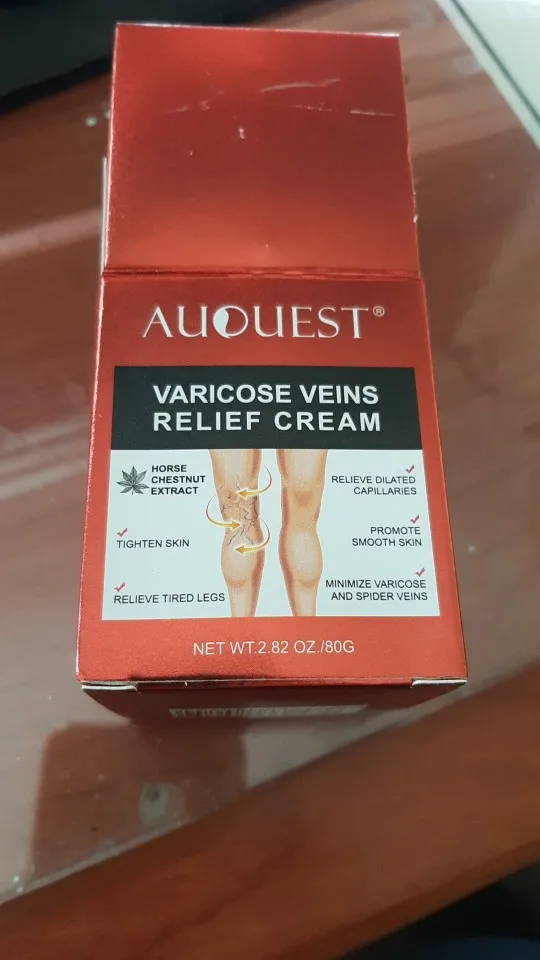 AUQUEST®
VARICOSE VEINS
RELIEF CREAM
HORSE
CHESTNUT
EXTRACT
TIGHTEN SKIN
RELIEVE TIRED LEGS
RELIEVE DILATED
CAPILLARIES
PROMOTE
SMOOTH SKIN
MINIMIZE VARICOSE
AND SPIDER VEINS
NET WT.2.82 OZ./80G